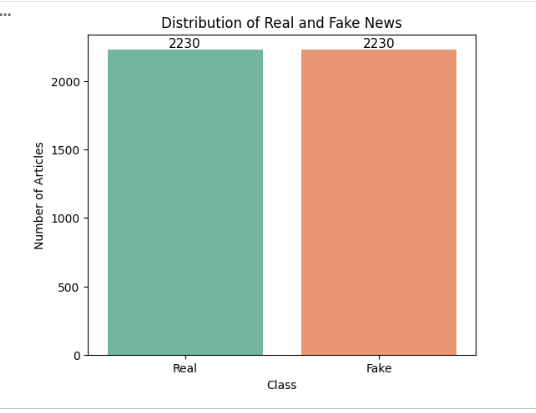 ...
Distribution of Real and Fake News
2230 2230
2000
1500
1000
500
0
Number of Articles
Real Fake
Class